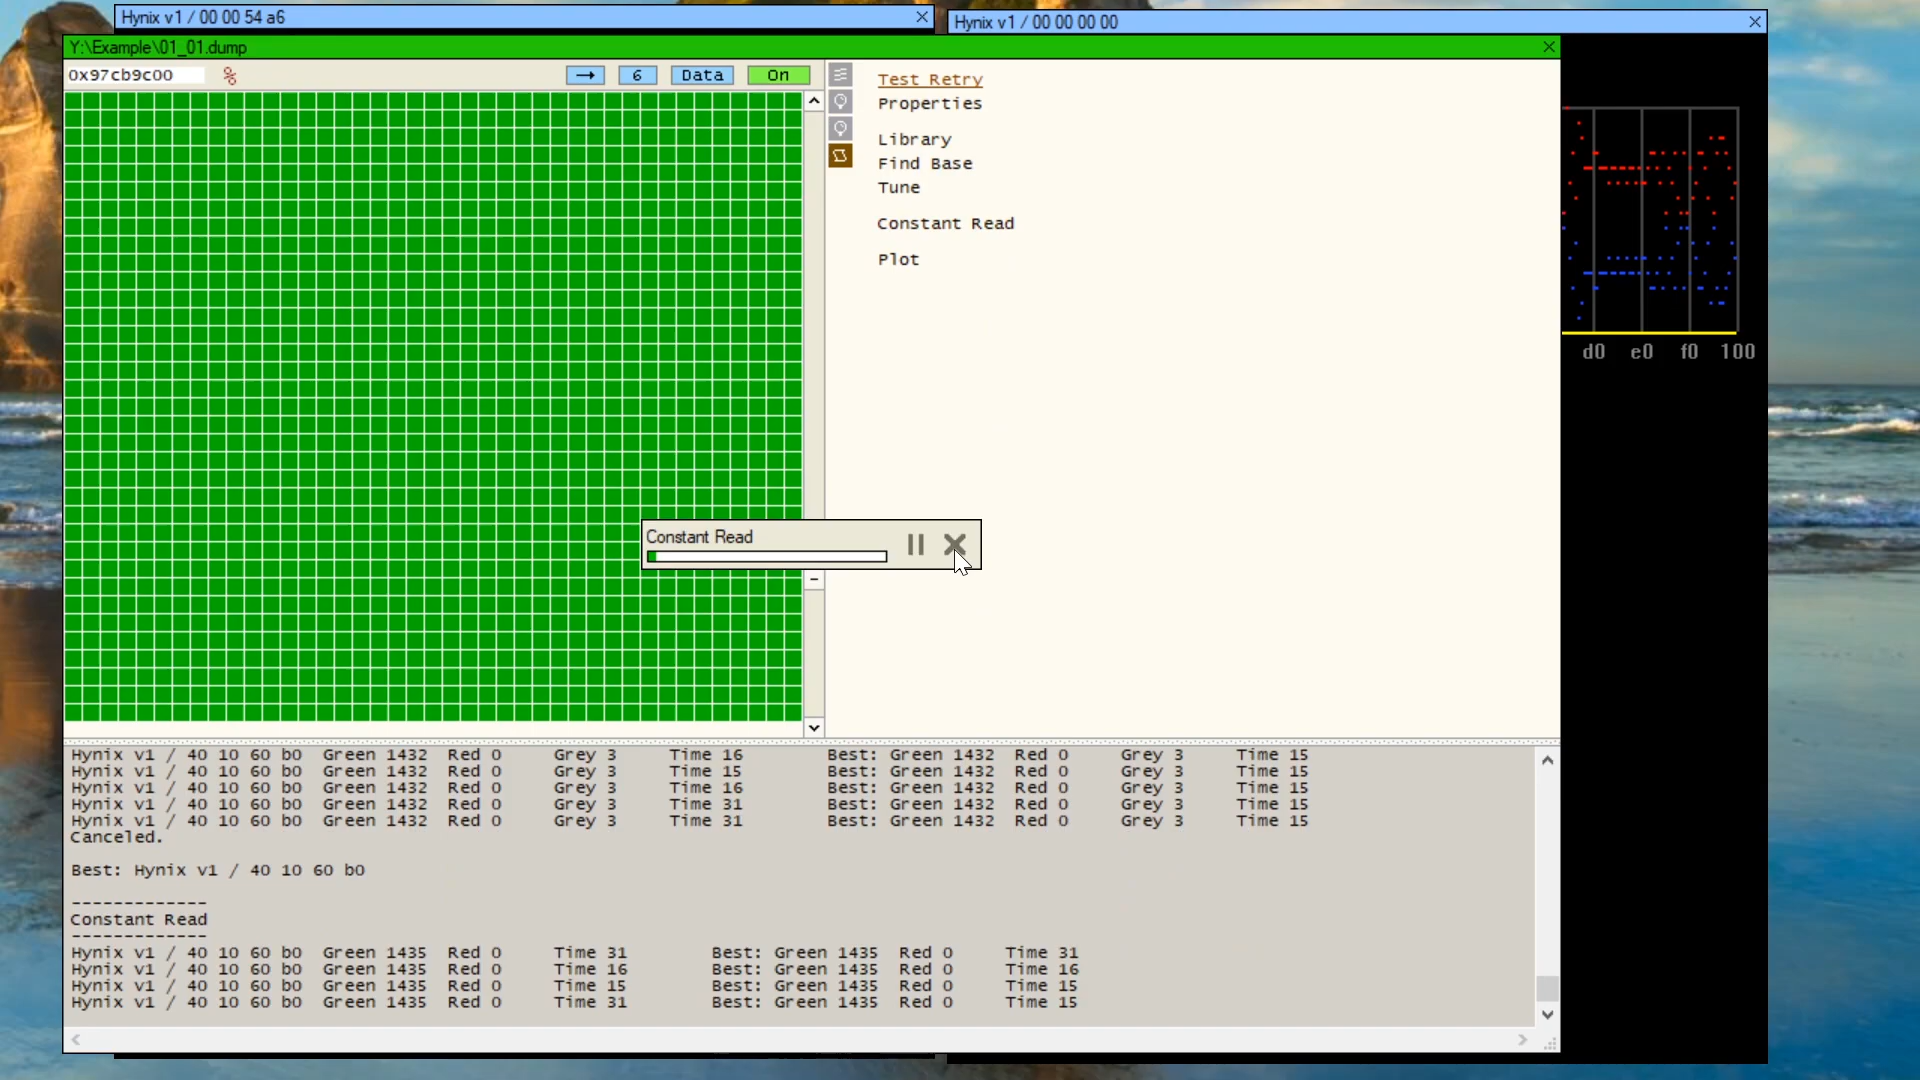 Hynix v1 / 00 00 54 a6
Hynix v1 / 00 00 00 00
Y:\Example\01_01.dump
0x97cb9c00 % → 6 Data On
Test Retry
Properties
Library
Find Base
Tune
Constant Read
Plot
d0 e0 f0 100
Constant Read
Hynix v1 / 40 10 60 b0 Green 1432 Red 0 Grey 3 Time 16 Best: Green 1432 Red 0 Grey 3 Time 15
Hynix v1 / 40 10 60 b0 Green 1432 Red 0 Grey 3 Time 15 Best: Green 1432 Red 0 Grey 3 Time 15
Hynix v1 / 40 10 60 b0 Green 1432 Red 0 Grey 3 Time 16 Best: Green 1432 Red 0 Grey 3 Time 15
Hynix v1 / 40 10 60 b0 Green 1432 Red 0 Grey 3 Time 31 Best: Green 1432 Red 0 Grey 3 Time 15
Hynix v1 / 40 10 60 b0 Green 1432 Red 0 Grey 3 Time 31 Best: Green 1432 Red 0 Grey 3 Time 15
Canceled.
Best: Hynix v1 / 40 10 60 b0
-------------
Constant Read
-------------
Hynix v1 / 40 10 60 b0 Green 1435 Red 0 Time 31 Best: Green 1435 Red 0 Time 31
Hynix v1 / 40 10 60 b0 Green 1435 Red 0 Time 16 Best: Green 1435 Red 0 Time 16
Hynix v1 / 40 10 60 b0 Green 1435 Red 0 Time 15 Best: Green 1435 Red 0 Time 15
Hynix v1 / 40 10 60 b0 Green 1435 Red 0 Time 31 Best: Green 1435 Red 0 Time 15